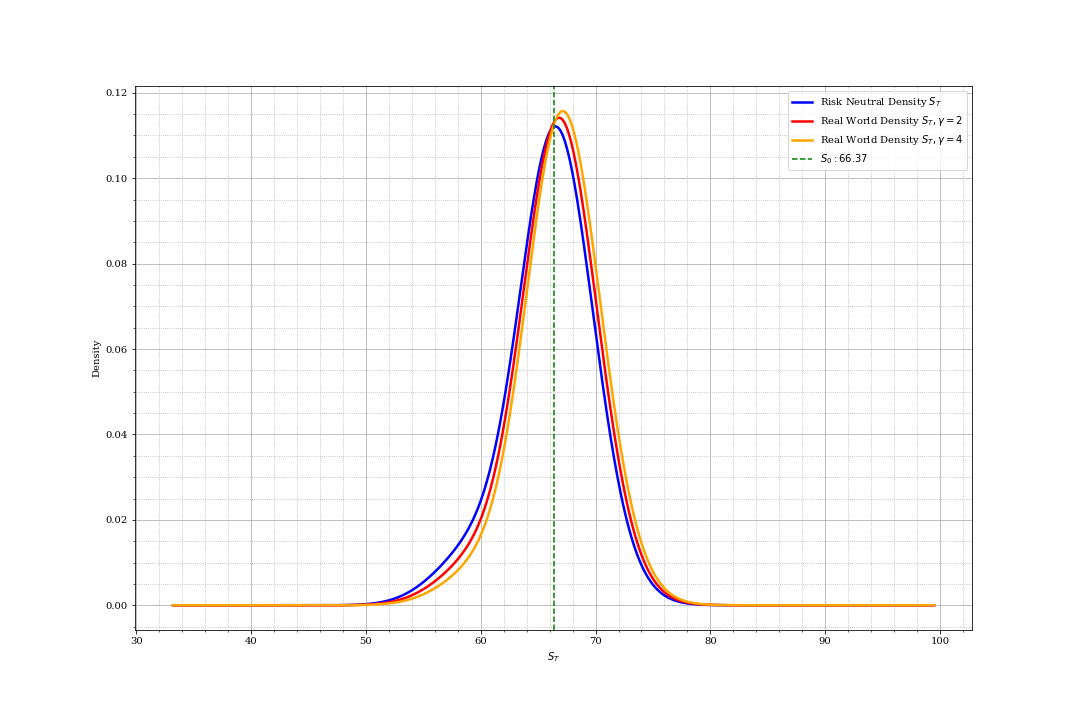 0.12
0.10
0.08
0.06
0.04
0.02
0.00
Density
30 40 50 60 70 80 90 100
S_T
Risk Neutral Density S_T
Real World Density S_T, γ = 2
Real World Density S_T, γ = 4
S_0 : 66.37